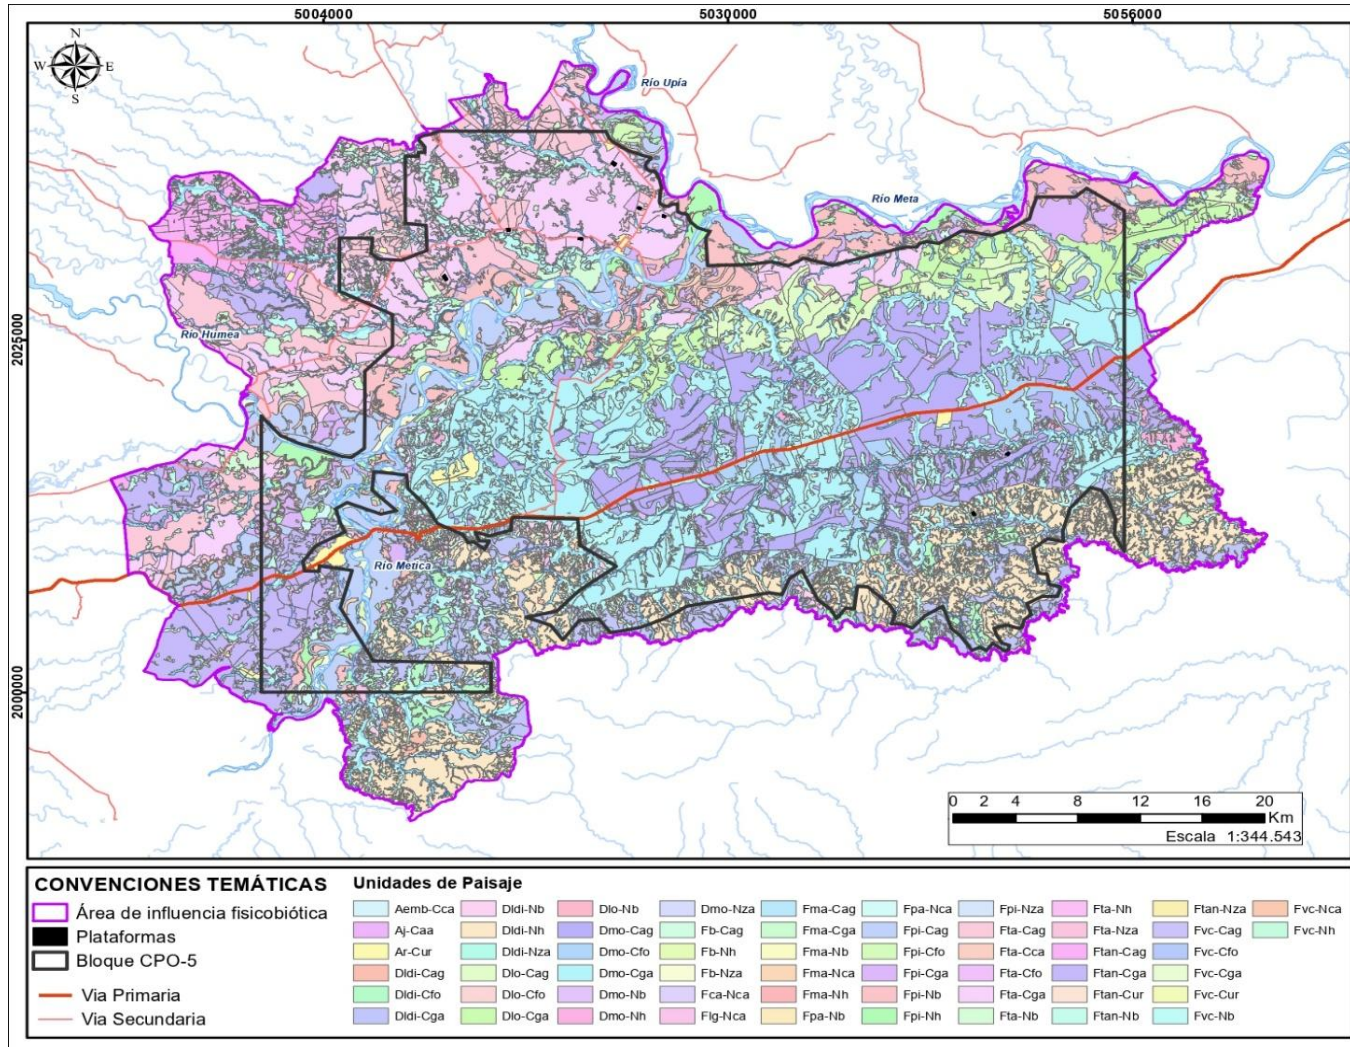 5004000 5030000 5056000
N
W E
S
Río Upía
Río Meta
2025000
Río Humea
Río Metica
2000000
0 2 4 8 12 16 20
Km
Escala 1:344.543
CONVENCIONES TEMÁTICAS
Área de influencia fisicobiótica
Plataformas
Bloque CPO-5
Via Primaria
Via Secundaria
Unidades de Paisaje
Aemb-Cca Dldi-Nb Dlo-Nb Dmo-Nza Fma-Cag Fpa-Nca Fpi-Nza Fta-Nh Ftan-Nza Fvc-Nca
Aj-Caa Dldi-Nh Dmo-Cag Fb-Cag Fma-Cga Fpi-Cag Fta-Cag Fta-Nza Fvc-Cag Fvc-Nh
Ar-Cur Dldi-Nza Dmo-Cfo Fb-Nh Fma-Nb Fpi-Cfo Fta-Cca Ftan-Cag Fvc-Cfo
Dldi-Cag Dlo-Cag Dmo-Cga Fb-Nza Fma-Nca Fpi-Cga Fta-Cfo Ftan-Cga Fvc-Cga
Dldi-Cfo Dlo-Cfo Dmo-Nb Fca-Nca Fma-Nh Fpi-Nb Fta-Cga Ftan-Cur Fvc-Cur
Dldi-Cga Dlo-Cga Dmo-Nh Flg-Nca Fpa-Nb Fpi-Nh Fta-Nb Ftan-Nb Fvc-Nb